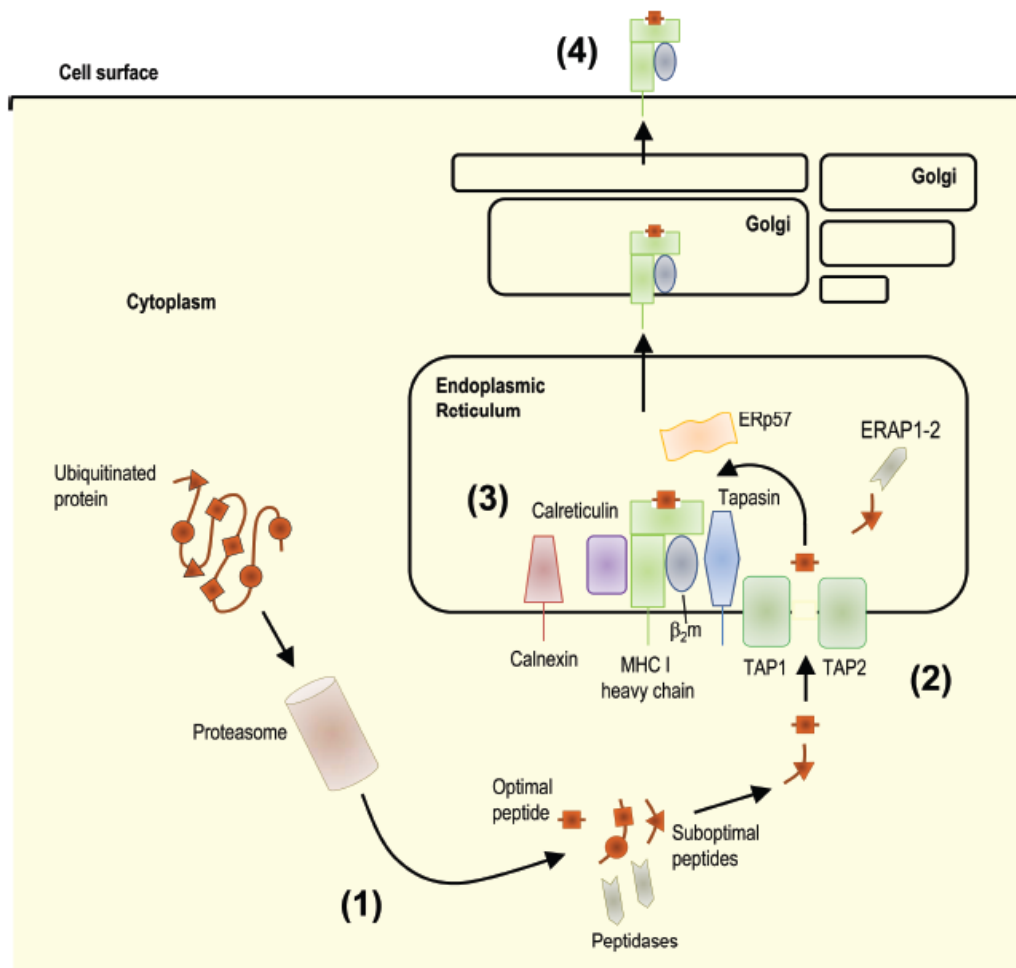 (4)
Cell surface
Golgi
Golgi
Cytoplasm
Endoplasmic
Reticulum
ERp57
ERAP1-2
Ubiquitinated
protein
(3)
Calreticulin
Tapasin
β₂m
Calnexin
MHC I
heavy chain
TAP1
TAP2
(2)
Proteasome
Optimal
peptide
Suboptimal
peptides
(1)
Peptidases